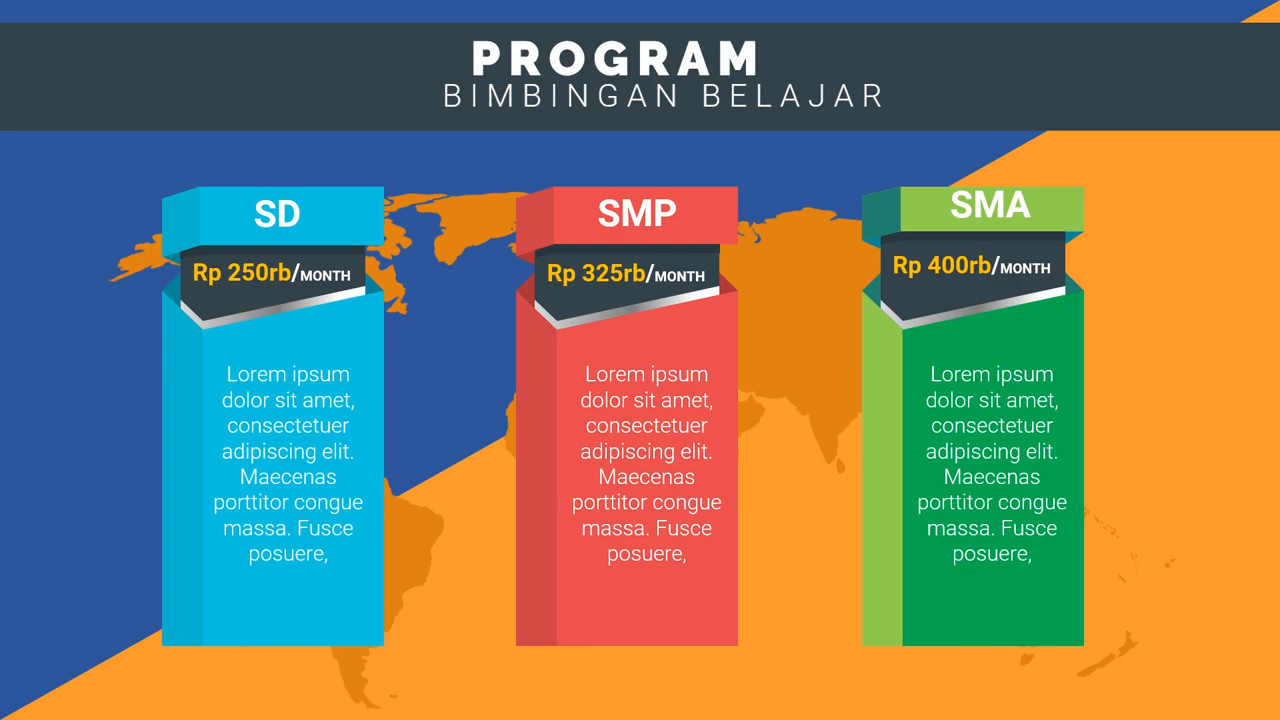 PROGRAM
BIMBINGAN BELAJAR
SD
Rp 250rb/MONTH
Lorem ipsum
dolor sit amet,
consectetuer
adipiscing elit.
Maecenas
porttitor congue
massa. Fusce
posuere,
SMP
Rp 325rb/MONTH
Lorem ipsum
dolor sit amet,
consectetuer
adipiscing elit.
Maecenas
porttitor congue
massa. Fusce
posuere,
SMA
Rp 400rb/MONTH
Lorem ipsum
dolor sit amet,
consectetuer
adipiscing elit.
Maecenas
porttitor congue
massa. Fusce
posuere,